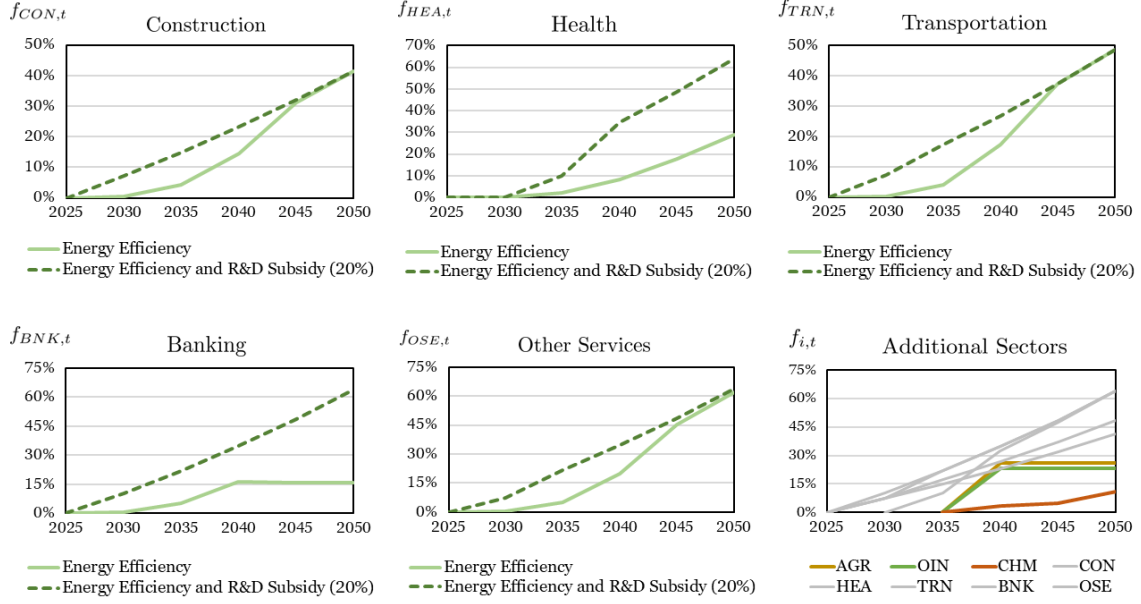 f_{CON,t}
Construction
50%
40%
30%
20%
10%
0%
2025 2030 2035 2040 2045 2050
Energy Efficiency
Energy Efficiency and R&D Subsidy (20%)
f_{HEA,t}
Health
70%
60%
50%
40%
30%
20%
10%
0%
2025 2030 2035 2040 2045 2050
Energy Efficiency
Energy Efficiency and R&D Subsidy (20%)
f_{TRN,t}
Transportation
50%
40%
30%
20%
10%
0%
2025 2030 2035 2040 2045 2050
Energy Efficiency
Energy Efficiency and R&D Subsidy (20%)
f_{BNK,t}
Banking
75%
60%
45%
30%
15%
0%
2025 2030 2035 2040 2045 2050
Energy Efficiency
Energy Efficiency and R&D Subsidy (20%)
f_{OSE,t}
Other Services
75%
60%
45%
30%
15%
0%
2025 2030 2035 2040 2045 2050
Energy Efficiency
Energy Efficiency and R&D Subsidy (20%)
f_{i,t}
Additional Sectors
75%
60%
45%
30%
15%
0%
2025 2030 2035 2040 2045 2050
AGR OIN CHM CON
HEA TRN BNK OSE